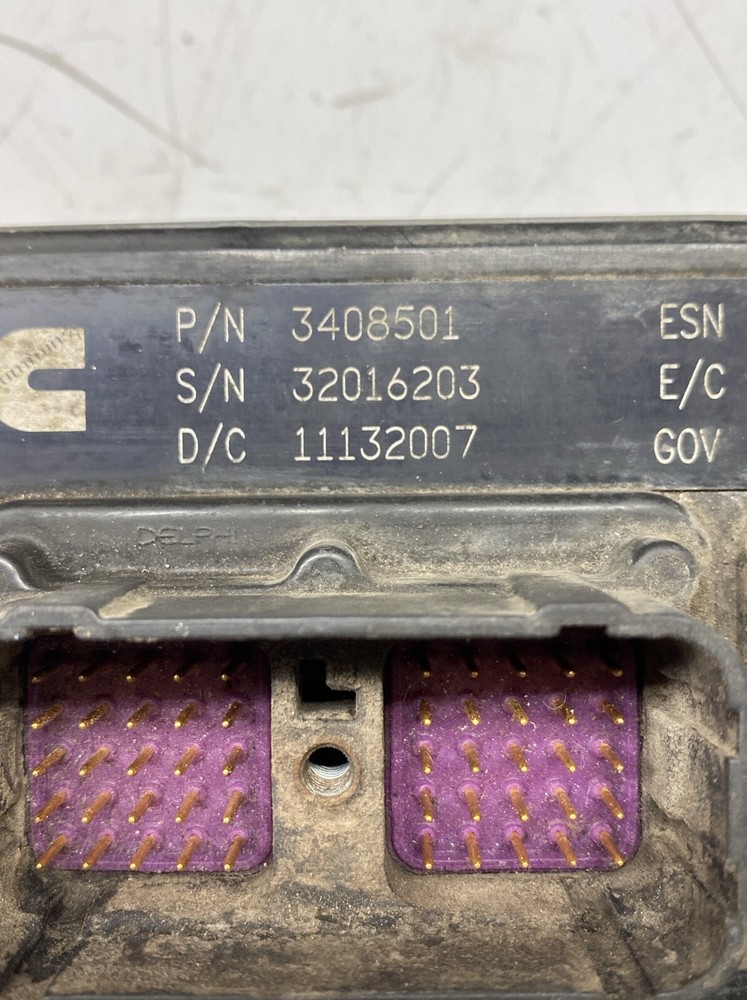 P/N 3408501 ESN
S/N 32016203 E/C
D/C 11132007 GOV
DELPHI